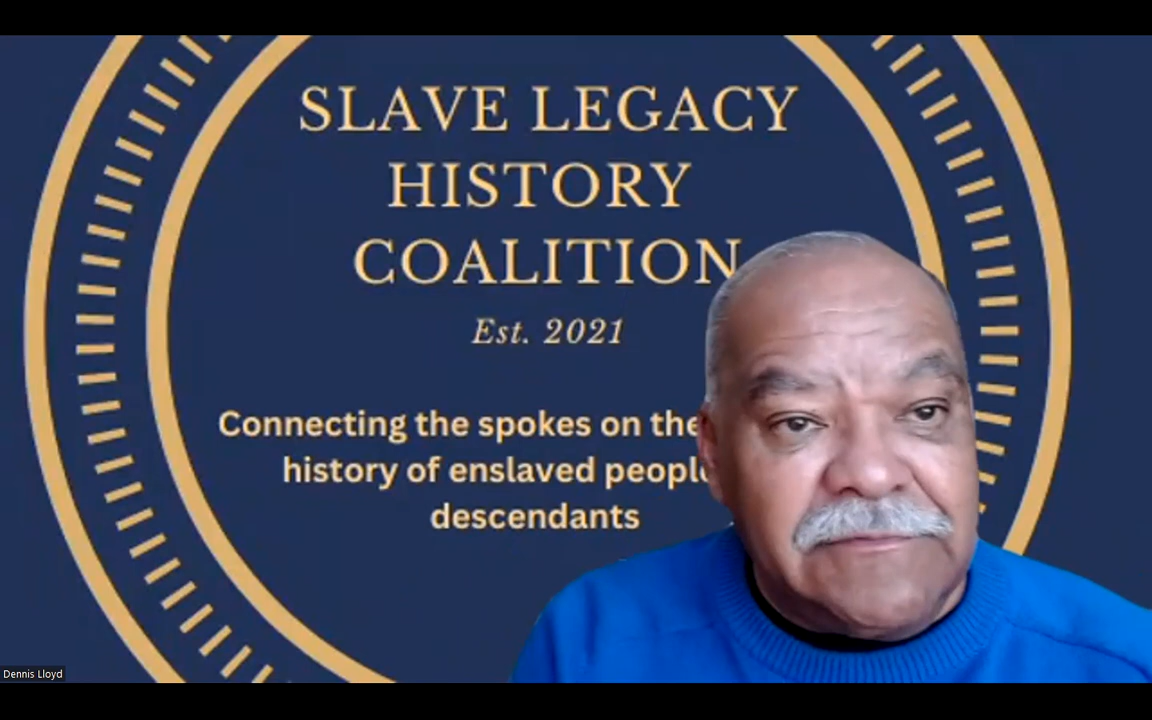 SLAVE LEGACY
HISTORY
COALITION
Est. 2021
Connecting the spokes on the
history of enslaved people
descendants
Dennis Lloyd